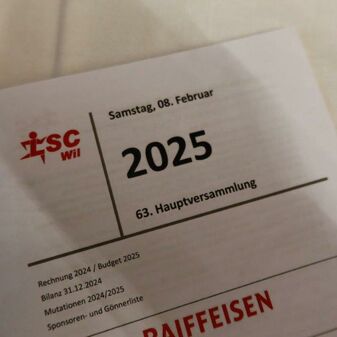 LSC
Wil
Samstag, 08. Februar
2025
63. Hauptversammlung
Rechnung 2024 / Budget 2025
Bilanz 31.12.2024
Mutationen 2024/2025
Sponsoren- und Gönnerliste
RAIFFEISEN